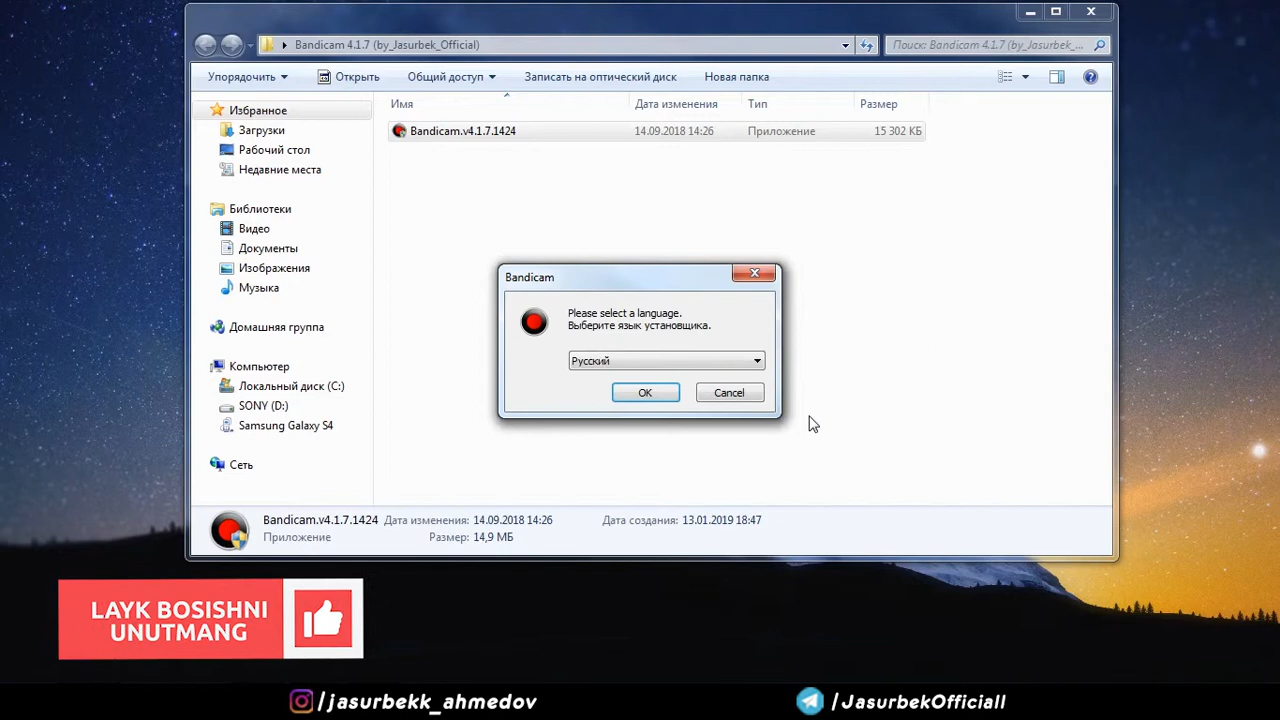 Bandicam 4.1.7 (by_Jasurbek_Official)
Поиск: Bandicam 4.1.7 (by_Jasurbek_...
Упорядочить
Открыть
Общий доступ
Записать на оптический диск
Новая папка
Избранное
Загрузки
Рабочий стол
Недавние места
Библиотеки
Видео
Документы
Изображения
Музыка
Домашняя группа
Компьютер
Локальный диск (C:)
SONY (D:)
Samsung Galaxy S4
Сеть
Имя
Дата изменения
Тип
Размер
Bandicam.v4.1.7.1424
14.09.2018 14:26
Приложение
15 302 КБ
Bandicam
Please select a language.
Выберите язык установщика.
Русский
OK
Cancel
Bandicam.v4.1.7.1424
Дата изменения: 14.09.2018 14:26
Дата создания: 13.01.2019 18:47
Приложение
Размер: 14,9 МБ
LAYK BOSISHNI
UNUTMANG
/jasurbekk_ahmedov
/JasurbekOfficiall